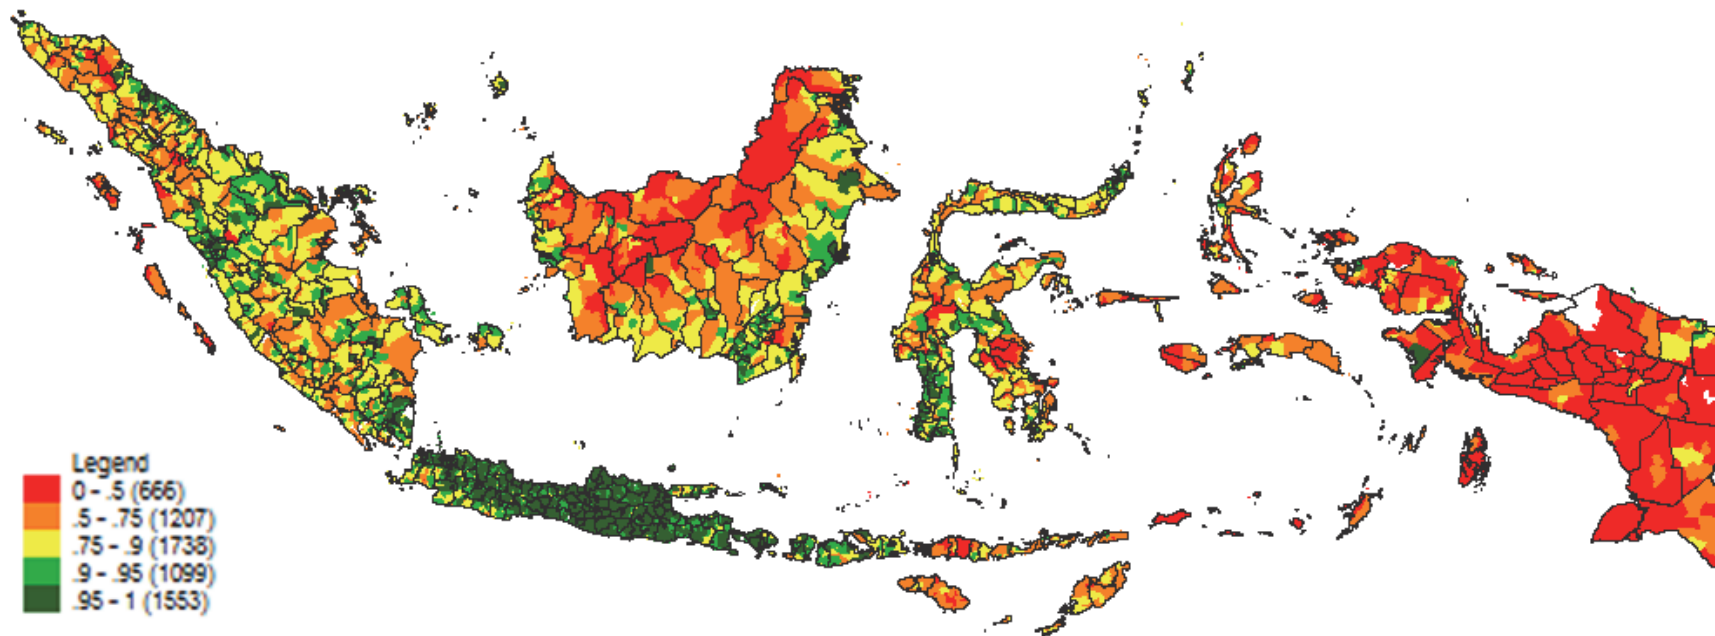 Legend
0 - .5 (666)
.5 - .75 (1207)
.75 - .9 (1738)
.9 - .95 (1099)
.95 - 1 (1553)